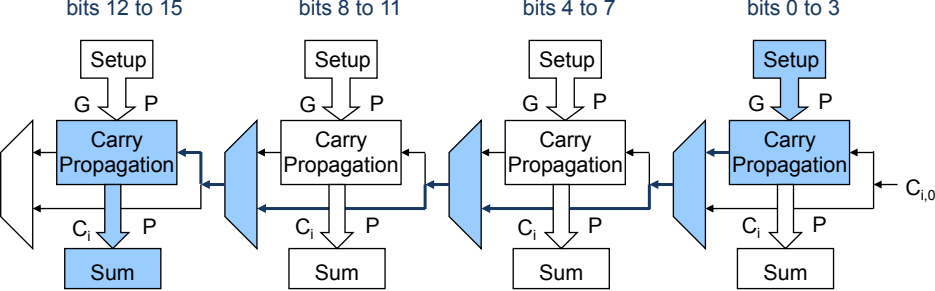 bits 12 to 15 bits 8 to 11 bits 4 to 7 bits 0 to 3
Setup Setup Setup Setup
G P G P G P G P
Carry Propagation Carry Propagation Carry Propagation Carry Propagation
C_i,0
C_i P C_i P C_i P C_i P
Sum Sum Sum Sum